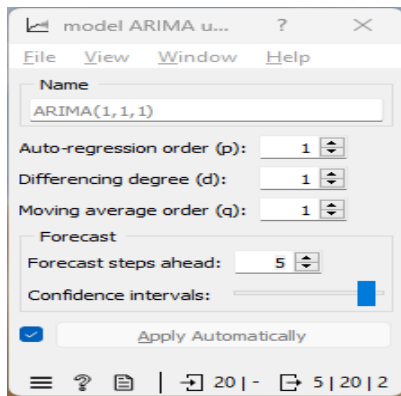 model ARIMA u... ?
File View Window Help
Name
ARIMA(1,1,1)
Auto-regression order (p): 1
Differencing degree (d): 1
Moving average order (q): 1
Forecast
Forecast steps ahead: 5
Confidence intervals:
Apply Automatically
? 20 | - 5 | 20 | 2